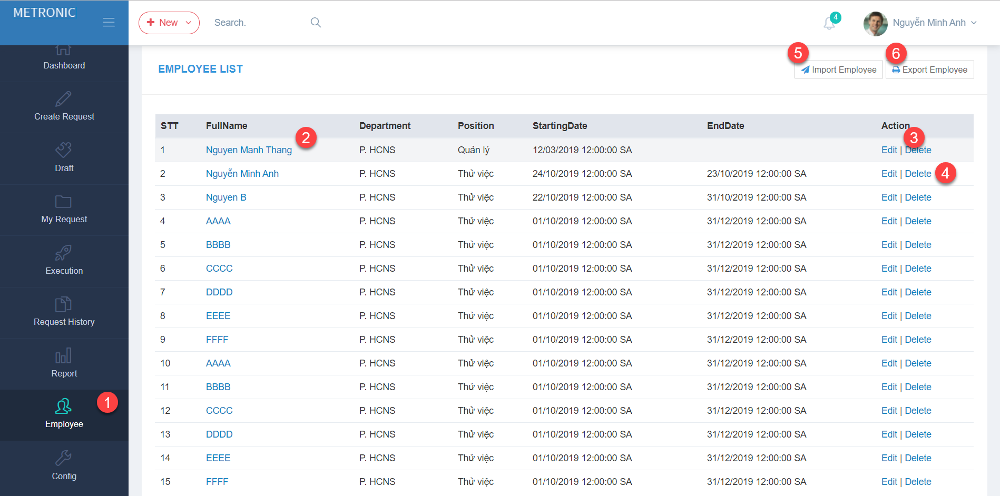 METRONIC
New
Search.
4
Nguyễn Minh Anh
Dashboard
Create Request
Draft
My Request
Execution
Request History
Report
Employee
1
Config
EMPLOYEE LIST
5
Import Employee
6
Export Employee
STT FullName Department Position StartingDate EndDate Action
2
3
1 Nguyen Manh Thang P. HCNS Quản lý 12/03/2019 12:00:00 SA Edit | Delete
2 Nguyễn Minh Anh P. HCNS Thử việc 24/10/2019 12:00:00 SA 23/10/2019 12:00:00 SA Edit | Delete 4
3 Nguyen B P. HCNS Thử việc 22/10/2019 12:00:00 SA 31/10/2019 12:00:00 SA Edit | Delete
4 AAAA P. HCNS Thử việc 01/10/2019 12:00:00 SA 31/12/2019 12:00:00 SA Edit | Delete
5 BBBB P. HCNS Thử việc 01/10/2019 12:00:00 SA 31/12/2019 12:00:00 SA Edit | Delete
6 CCCC P. HCNS Thử việc 01/10/2019 12:00:00 SA 31/12/2019 12:00:00 SA Edit | Delete
7 DDDD P. HCNS Thử việc 01/10/2019 12:00:00 SA 31/12/2019 12:00:00 SA Edit | Delete
8 EEEE P. HCNS Thử việc 01/10/2019 12:00:00 SA 31/12/2019 12:00:00 SA Edit | Delete
9 FFFF P. HCNS Thử việc 01/10/2019 12:00:00 SA 31/12/2019 12:00:00 SA Edit | Delete
10 AAAA P. HCNS Thử việc 01/10/2019 12:00:00 SA 31/12/2019 12:00:00 SA Edit | Delete
11 BBBB P. HCNS Thử việc 01/10/2019 12:00:00 SA 31/12/2019 12:00:00 SA Edit | Delete
12 CCCC P. HCNS Thử việc 01/10/2019 12:00:00 SA 31/12/2019 12:00:00 SA Edit | Delete
13 DDDD P. HCNS Thử việc 01/10/2019 12:00:00 SA 31/12/2019 12:00:00 SA Edit | Delete
14 EEEE P. HCNS Thử việc 01/10/2019 12:00:00 SA 31/12/2019 12:00:00 SA Edit | Delete
15 FFFF P. HCNS Thử việc 01/10/2019 12:00:00 SA 31/12/2019 12:00:00 SA Edit | Delete